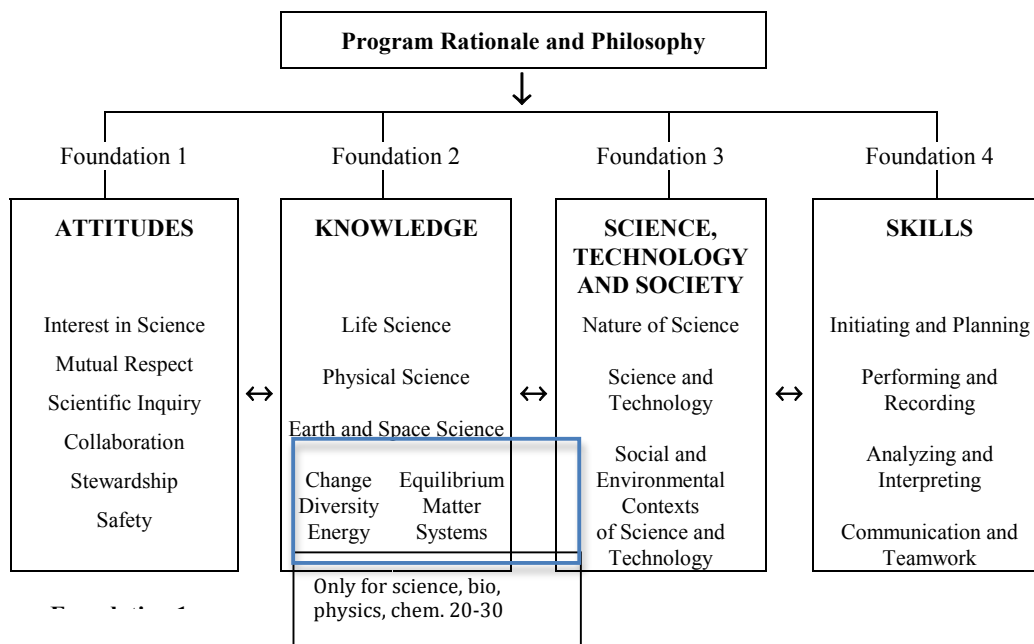 Program Rationale and Philosophy
Foundation 1
Foundation 2
Foundation 3
Foundation 4
ATTITUDES
Interest in Science
Mutual Respect
Scientific Inquiry
Collaboration
Stewardship
Safety
KNOWLEDGE
Life Science
Physical Science
Earth and Space Science
Change Equilibrium
Diversity Matter
Energy Systems
Only for science, bio,
physics, chem. 20-30
SCIENCE,
TECHNOLOGY
AND SOCIETY
Nature of Science
Science and
Technology
Social and
Environmental
Contexts
of Science and
Technology
SKILLS
Initiating and Planning
Performing and
Recording
Analyzing and
Interpreting
Communication and
Teamwork